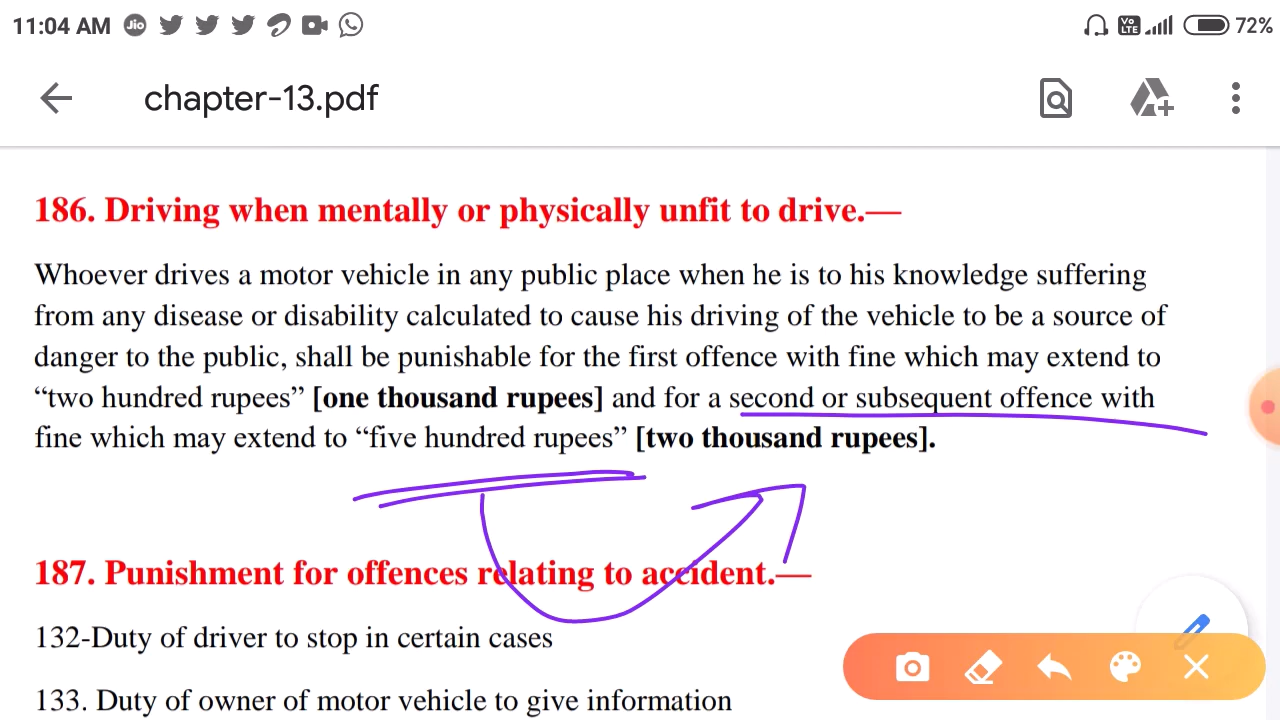 11:04 AM Jio Vo LTE 72%
chapter-13.pdf
186. Driving when mentally or physically unfit to drive.—
Whoever drives a motor vehicle in any public place when he is to his knowledge suffering
from any disease or disability calculated to cause his driving of the vehicle to be a source of
danger to the public, shall be punishable for the first offence with fine which may extend to
“two hundred rupees” [one thousand rupees] and for a second or subsequent offence with
fine which may extend to “five hundred rupees” [two thousand rupees].
187. Punishment for offences relating to accident.—
132-Duty of driver to stop in certain cases
133. Duty of owner of motor vehicle to give information